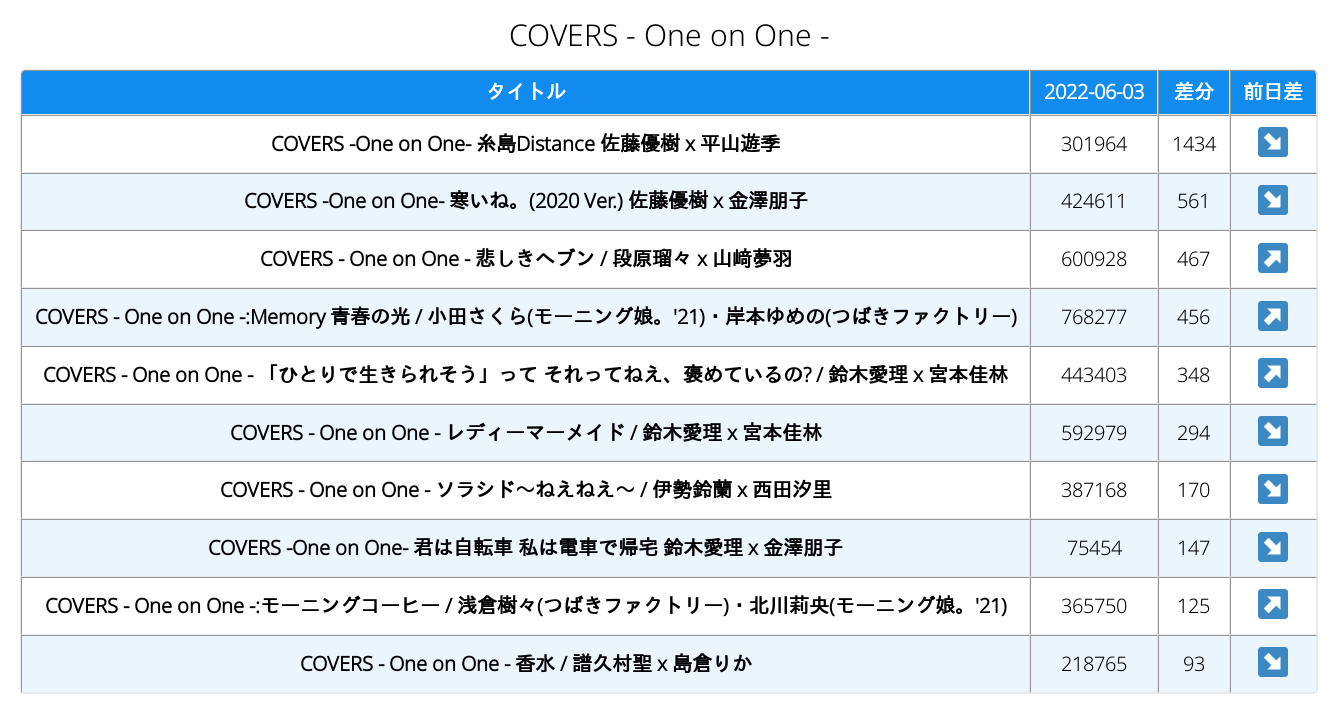 COVERS - One on One -
タイトル 2022-06-03 差分 前日差
COVERS -One on One- 糸島Distance 佐藤優樹 x 平山遊季 301964 1434
COVERS -One on One- 寒いね。(2020 Ver.) 佐藤優樹 x 金澤朋子 424611 561
COVERS - One on One - 悲しきヘブン / 段原瑠々 x 山﨑夢羽 600928 467
COVERS - One on One -:Memory 青春の光 / 小田さくら(モーニング娘。'21)・岸本ゆめの(つばきファクトリー) 768277 456
COVERS - One on One - 「ひとりで生きられそう」って それってねえ、褒めているの? / 鈴木愛理 x 宮本佳林 443403 348
COVERS - One on One - レディーマーメイド / 鈴木愛理 x 宮本佳林 592979 294
COVERS - One on One - ソラシド〜ねえねえ〜 / 伊勢鈴蘭 x 西田汐里 387168 170
COVERS -One on One- 君は自転車 私は電車で帰宅 鈴木愛理 x 金澤朋子 75454 147
COVERS - One on One -:モーニングコーヒー / 浅倉樹々(つばきファクトリー)・北川莉央(モーニング娘。'21) 365750 125
COVERS - One on One - 香水 / 譜久村聖 x 島倉りか 218765 93